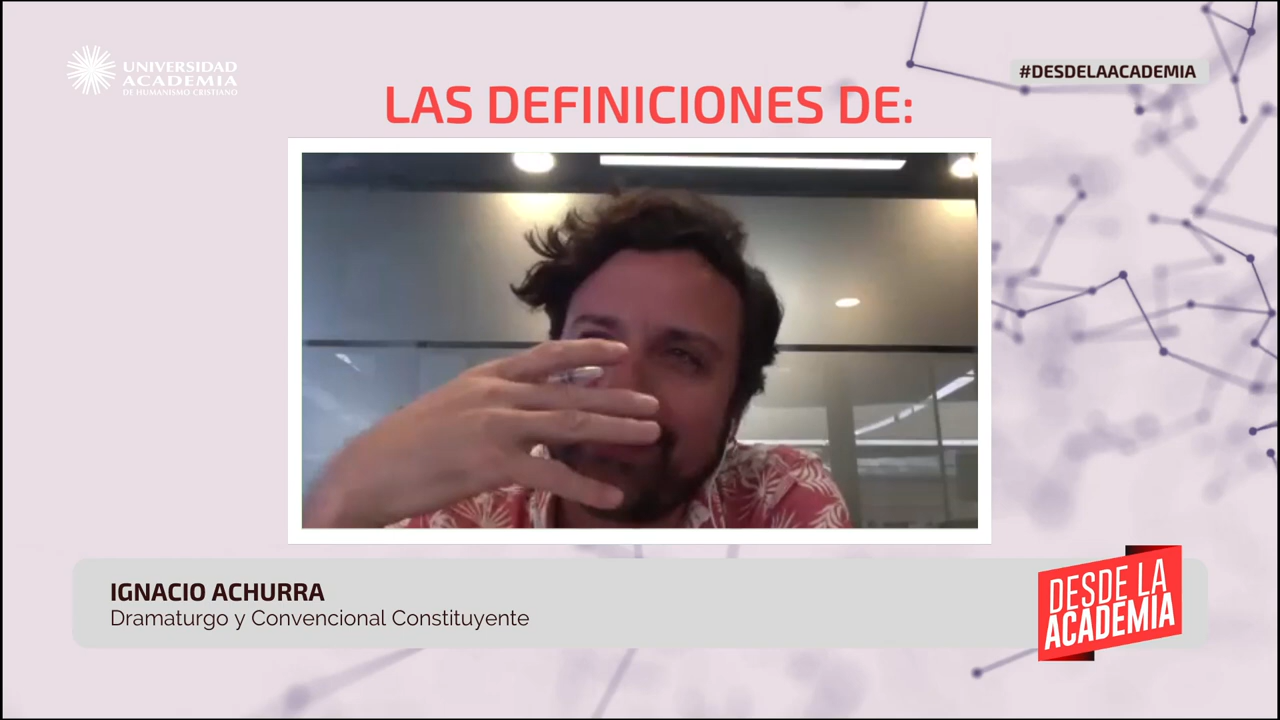 UNIVERSIDAD
ACADEMIA
DE HUMANISMO CRISTIANO
#DESDELAACADEMIA
LAS DEFINICIONES DE:
IGNACIO ACHURRA
Dramaturgo y Convencional Constituyente
DESDE LA
ACADEMIA